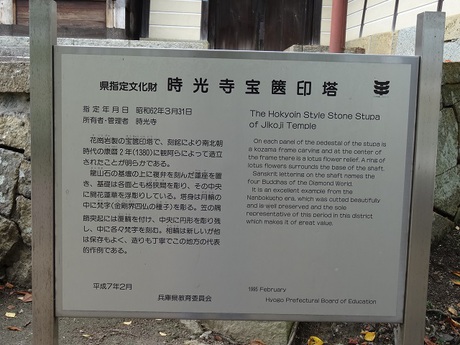 県指定文化財 時光寺宝篋印塔
指定年月日 昭和62年3月31日
所有者・管理者 時光寺
花崗岩製の宝篋印塔で、刻銘により南北朝
時代の康暦2年(1380)に観阿らによって造立
されたことが明らかである。
竜山石の基壇の上に複弁を刻んだ蓮座を置
き、基礎は各面とも格狭間を彫り、その中央
に開花蓮華を浮彫りしている。塔身は月輪の
中に梵字(金剛界四仏の種子)を彫る。笠の隅
飾突起には覆輪を付け、中央に円形を彫り残
し、中に各々梵字を刻む。相輪は新しいが他
は保存もよく、造りも丁寧でこの地方の代表
的作例である。
平成7年2月
兵庫県教育委員会
The Hokyoin Style Stone Stupa
of Jikoji Temple
On each panel of the pedestal of the stupa is
a kozama frame carving and at the center of
the frame there is a lotus flower relief. A ring of
lotus flowers surrounds the base of the shaft.
Sanskrit lettering on the shaft names the
four Buddhas of the Diamond World.
It is an excellent example from the
Nanbokucho era, which was cutted beautifully
and is well preserved and the sole
representative of this period in this district
which makes it of great value.
1995 February
Hyogo Prefectural Board of Education